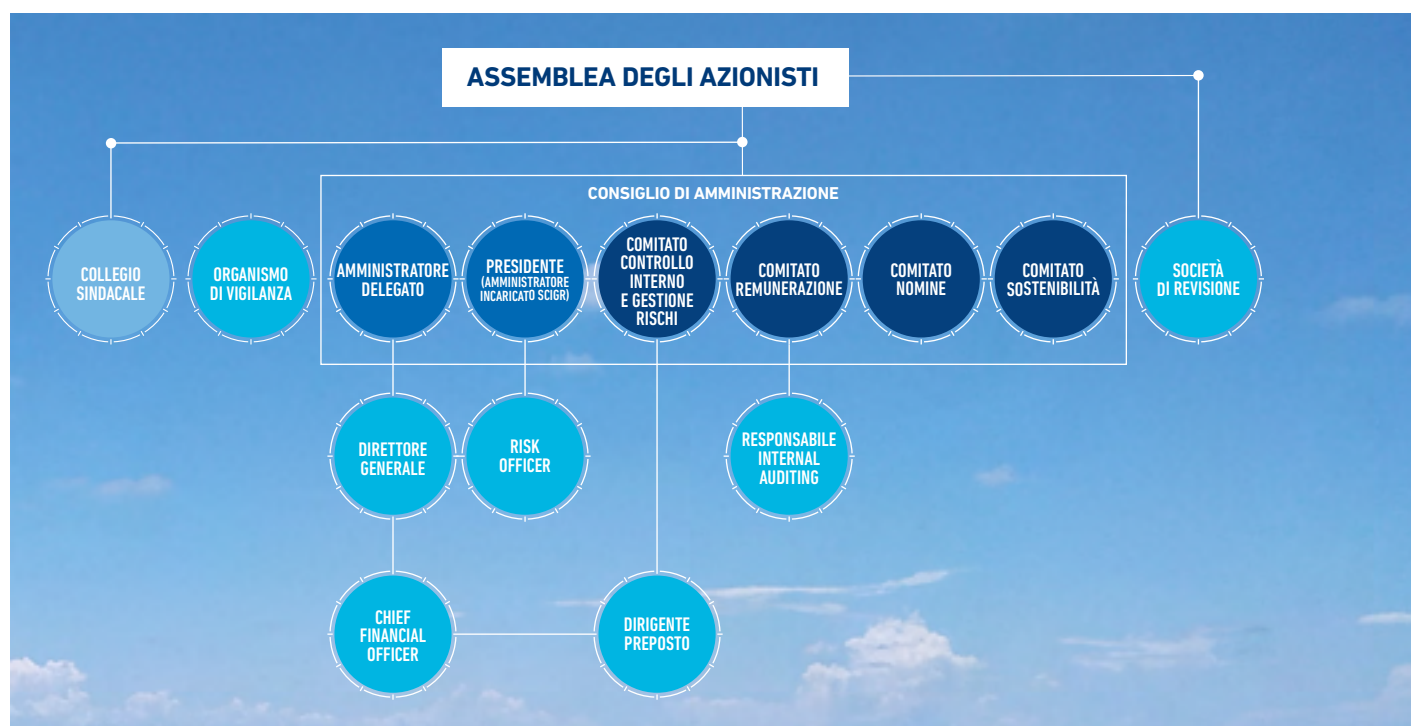 ASSEMBLEA DEGLI AZIONISTI
CONSIGLIO DI AMMINISTRAZIONE
COLLEGIO
SINDACALE
ORGANISMO
DI VIGILANZA
AMMINISTRATORE
DELEGATO
PRESIDENTE
(AMMINISTRATORE
INCARICATO SCIGR)
COMITATO
CONTROLLO
INTERNO
E GESTIONE
RISCHI
COMITATO
REMUNERAZIONE
COMITATO
NOMINE
COMITATO
SOSTENIBILITÀ
SOCIETÀ
DI REVISIONE
DIRETTORE
GENERALE
RISK
OFFICER
RESPONSABILE
INTERNAL
AUDITING
CHIEF
FINANCIAL
OFFICER
DIRIGENTE
PREPOSTO